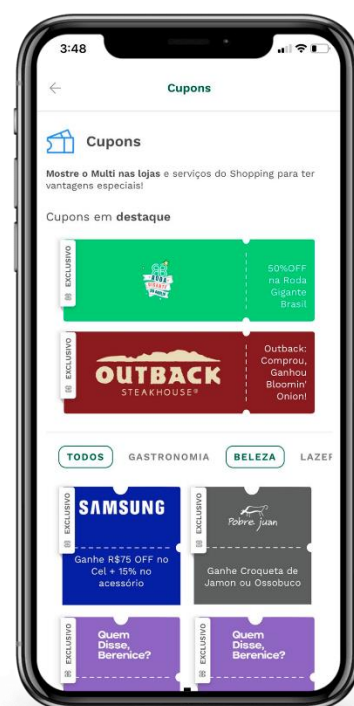 3:48
Cupons
Cupons
Mostre o Multi nas lojas e serviços do Shopping para ter
vantagens especiais!
Cupons em destaque
EXCLUSIVO
RODA
GIGANTE
50%OFF
na Roda
Gigante
Brasil
EXCLUSIVO
OUTBACK
STEAKHOUSE®
Outback:
Comprou,
Ganhou
Bloomin'
Onion!
TODOS GASTRONOMIA BELEZA LAZER
EXCLUSIVO
SAMSUNG
Ganhe R$75 OFF no
Cel + 15% no
acessório
EXCLUSIVO
Pobre juan
Ganhe Croqueta de
Jamon ou Ossobuco
EXCLUSIVO
Quem
Disse,
Berenice?
EXCLUSIVO
Quem
Disse,
Berenice?